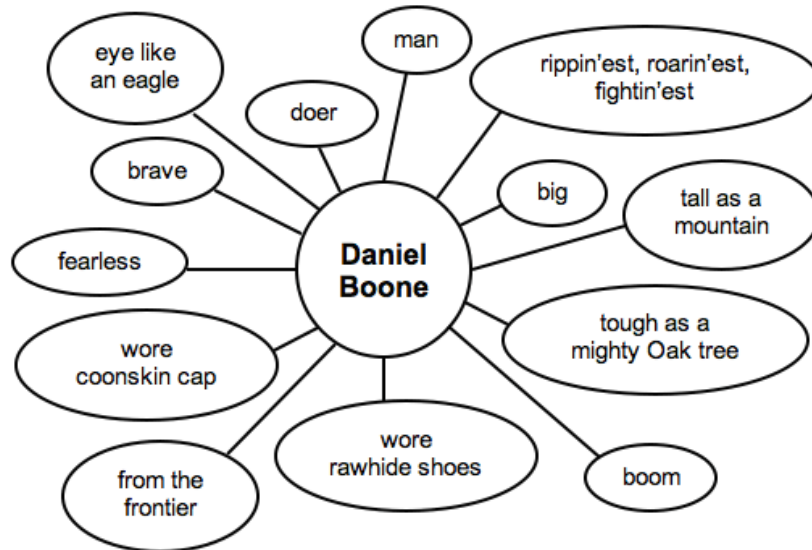 man
eye like
an eagle
rippin'est, roarin'est,
fightin'est
doer
brave
big
tall as a
mountain
Daniel
Boone
fearless
tough as a
mighty Oak tree
wore
coonskin cap
wore
rawhide shoes
from the
frontier
boom